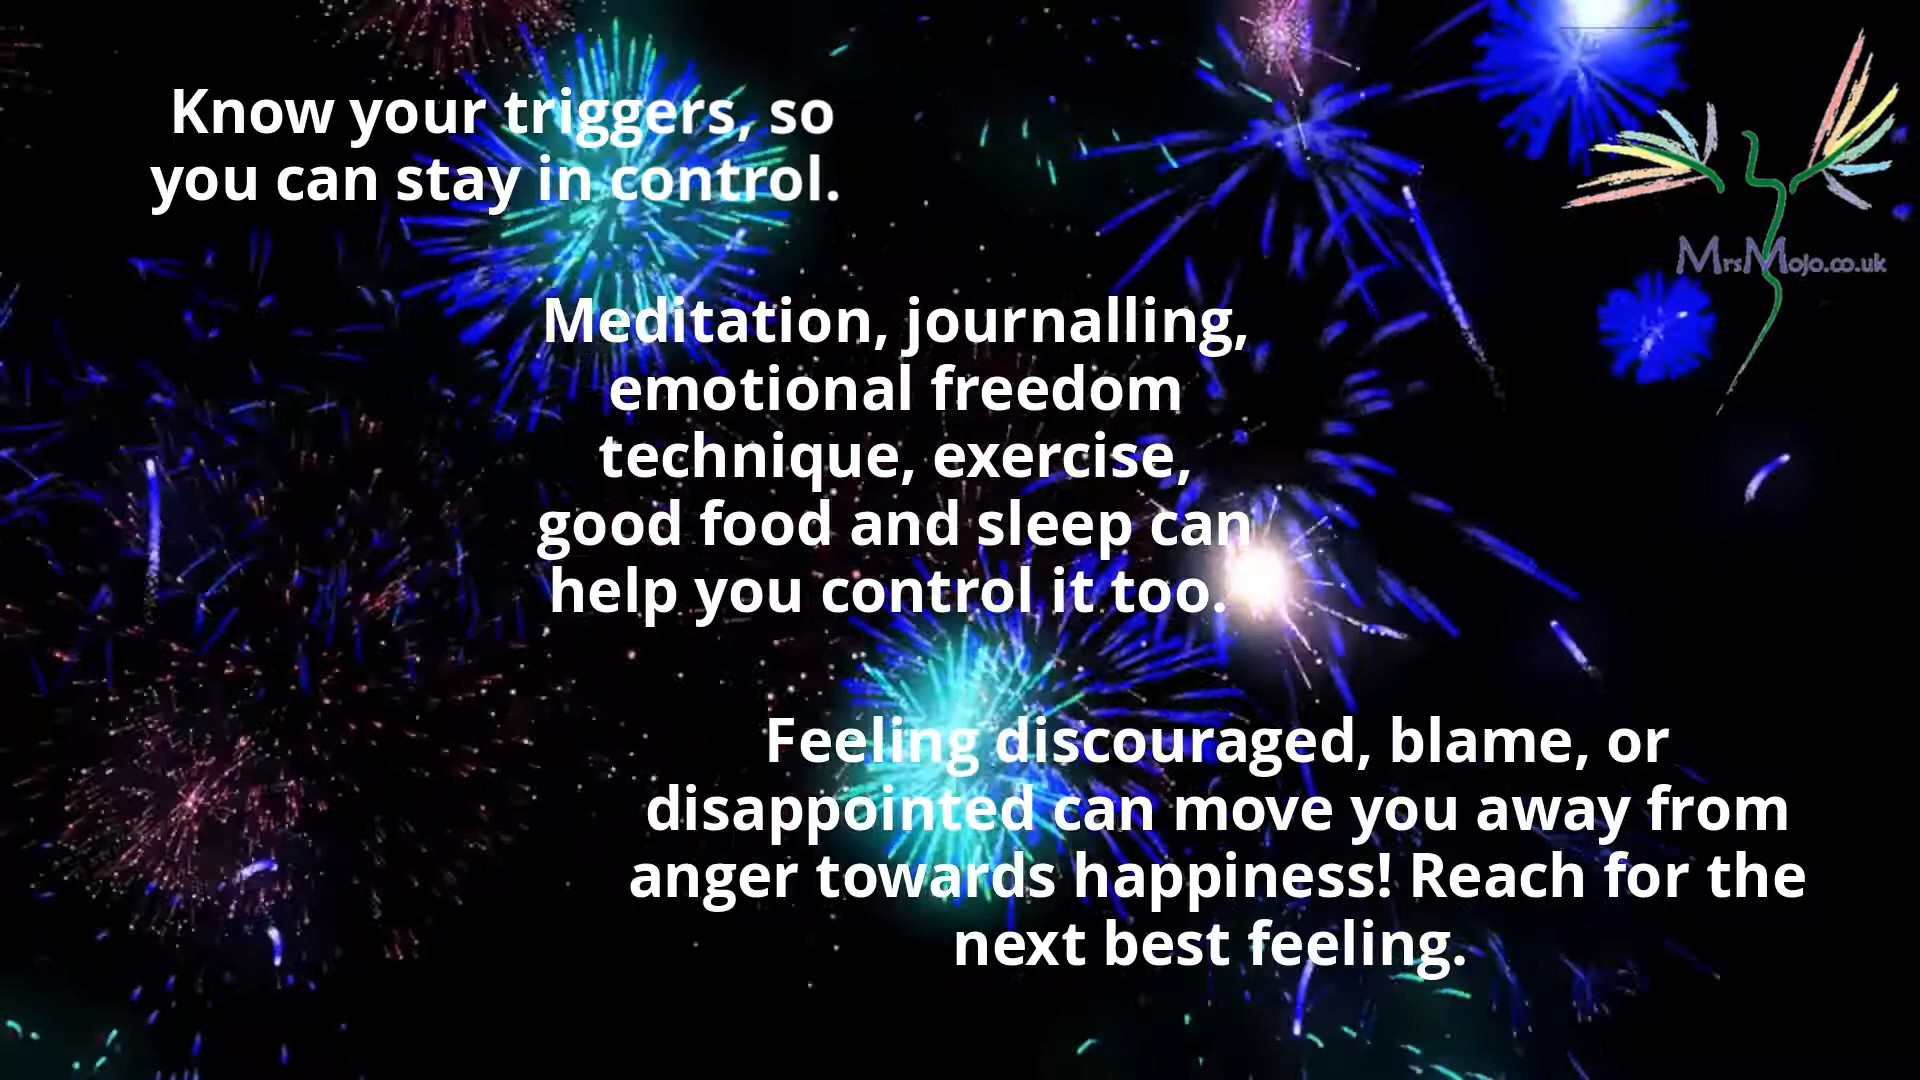 Know your triggers, so
you can stay in control.
MrsMojo.co.uk
Meditation, journalling,
emotional freedom
technique, exercise,
good food and sleep can
help you control it too.
Feeling discouraged, blame, or
disappointed can move you away from
anger towards happiness! Reach for the
next best feeling.